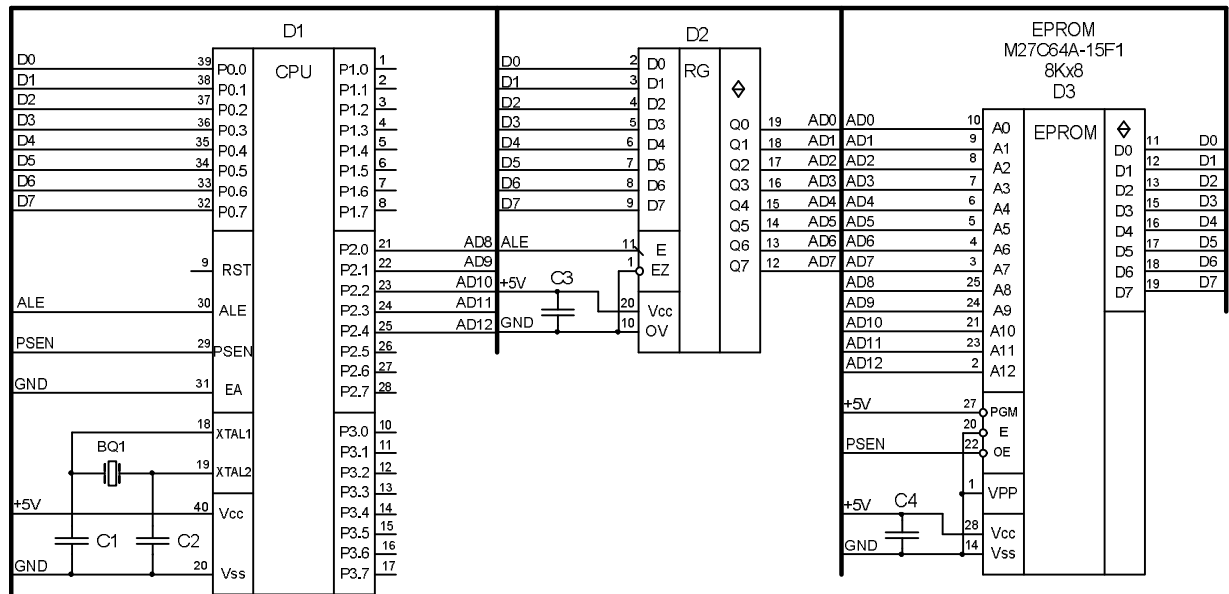 D1
D0 39 P0.0 CPU P1.0 1
D1 38 P0.1 P1.1 2
D2 37 P0.2 P1.2 3
D3 36 P0.3 P1.3 4
D4 35 P0.4 P1.4 5
D5 34 P0.5 P1.5 6
D6 33 P0.6 P1.6 7
D7 32 P0.7 P1.7 8
P2.0 21 AD8
9 RST P2.1 22 AD9
P2.2 23 AD10
ALE 30 ALE P2.3 24 AD11
P2.4 25 AD12
PSEN 29 PSEN P2.5 26
P2.6 27
GND 31 EA P2.7 28
18 XTAL1 P3.0 10
BQ1 P3.1 11
19 XTAL2 P3.2 12
P3.3 13
+5V 40 Vcc P3.4 14
C1 C2 P3.5 15
P3.6 16
GND 20 Vss P3.7 17
D2
D0 2 D0 RG
D1 3 D1
D2 4 D2
D3 5 D3 Q0 19 AD0
D4 6 D4 Q1 18 AD1
D5 7 D5 Q2 17 AD2
D6 8 D6 Q3 16 AD3
D7 9 D7 Q4 15 AD4
Q5 14 AD5
ALE 11 E Q6 13 AD6
1 EZ Q7 12 AD7
+5V C3 20 Vcc
GND 10 OV
EPROM
M27C64A-15F1
8Kx8
D3
AD0 10 A0 EPROM
AD1 9 A1 D0 11 D0
AD2 8 A2 D1 12 D1
AD3 7 A3 D2 13 D2
AD4 6 A4 D3 15 D3
AD5 5 A5 D4 16 D4
AD6 4 A6 D5 17 D5
AD7 3 A7 D6 18 D6
AD8 25 A8 D7 19 D7
AD9 24 A9
AD10 21 A10
AD11 23 A11
AD12 2 A12
+5V 27 PGM
20 E
PSEN 22 OE
1 VPP
+5V C4 28 Vcc
GND 14 Vss